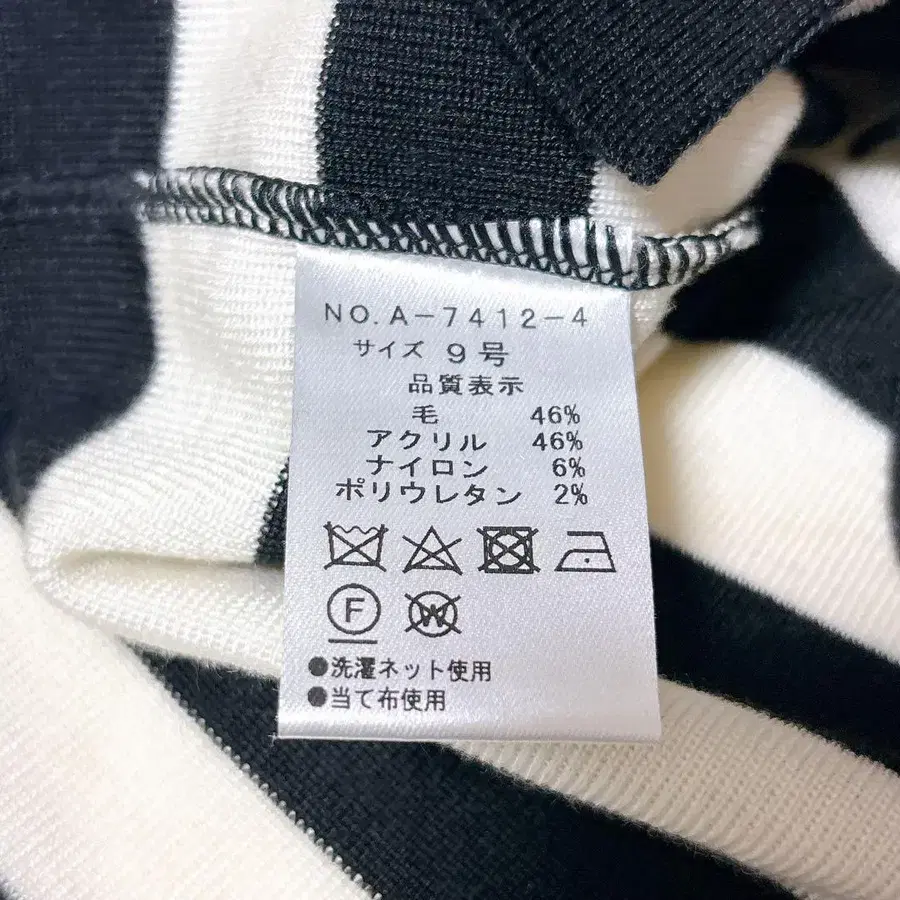 NO.A-7412-4
サイズ 9号
品質表示
毛 46%
アクリル 46%
ナイロン 6%
ポリウレタン 2%
F W
●洗濯ネット使用
●当て布使用